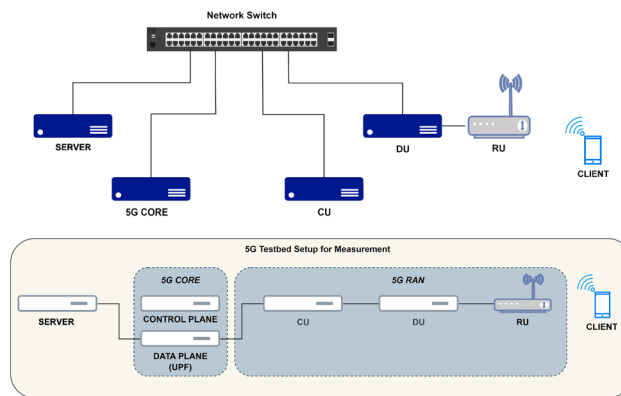 Network Switch
SERVER
DU
RU
CLIENT
5G CORE
CU
5G Testbed Setup for Measurement
5G CORE
5G RAN
SERVER
CONTROL PLANE
CU
DU
RU
CLIENT
DATA PLANE
(UPF)